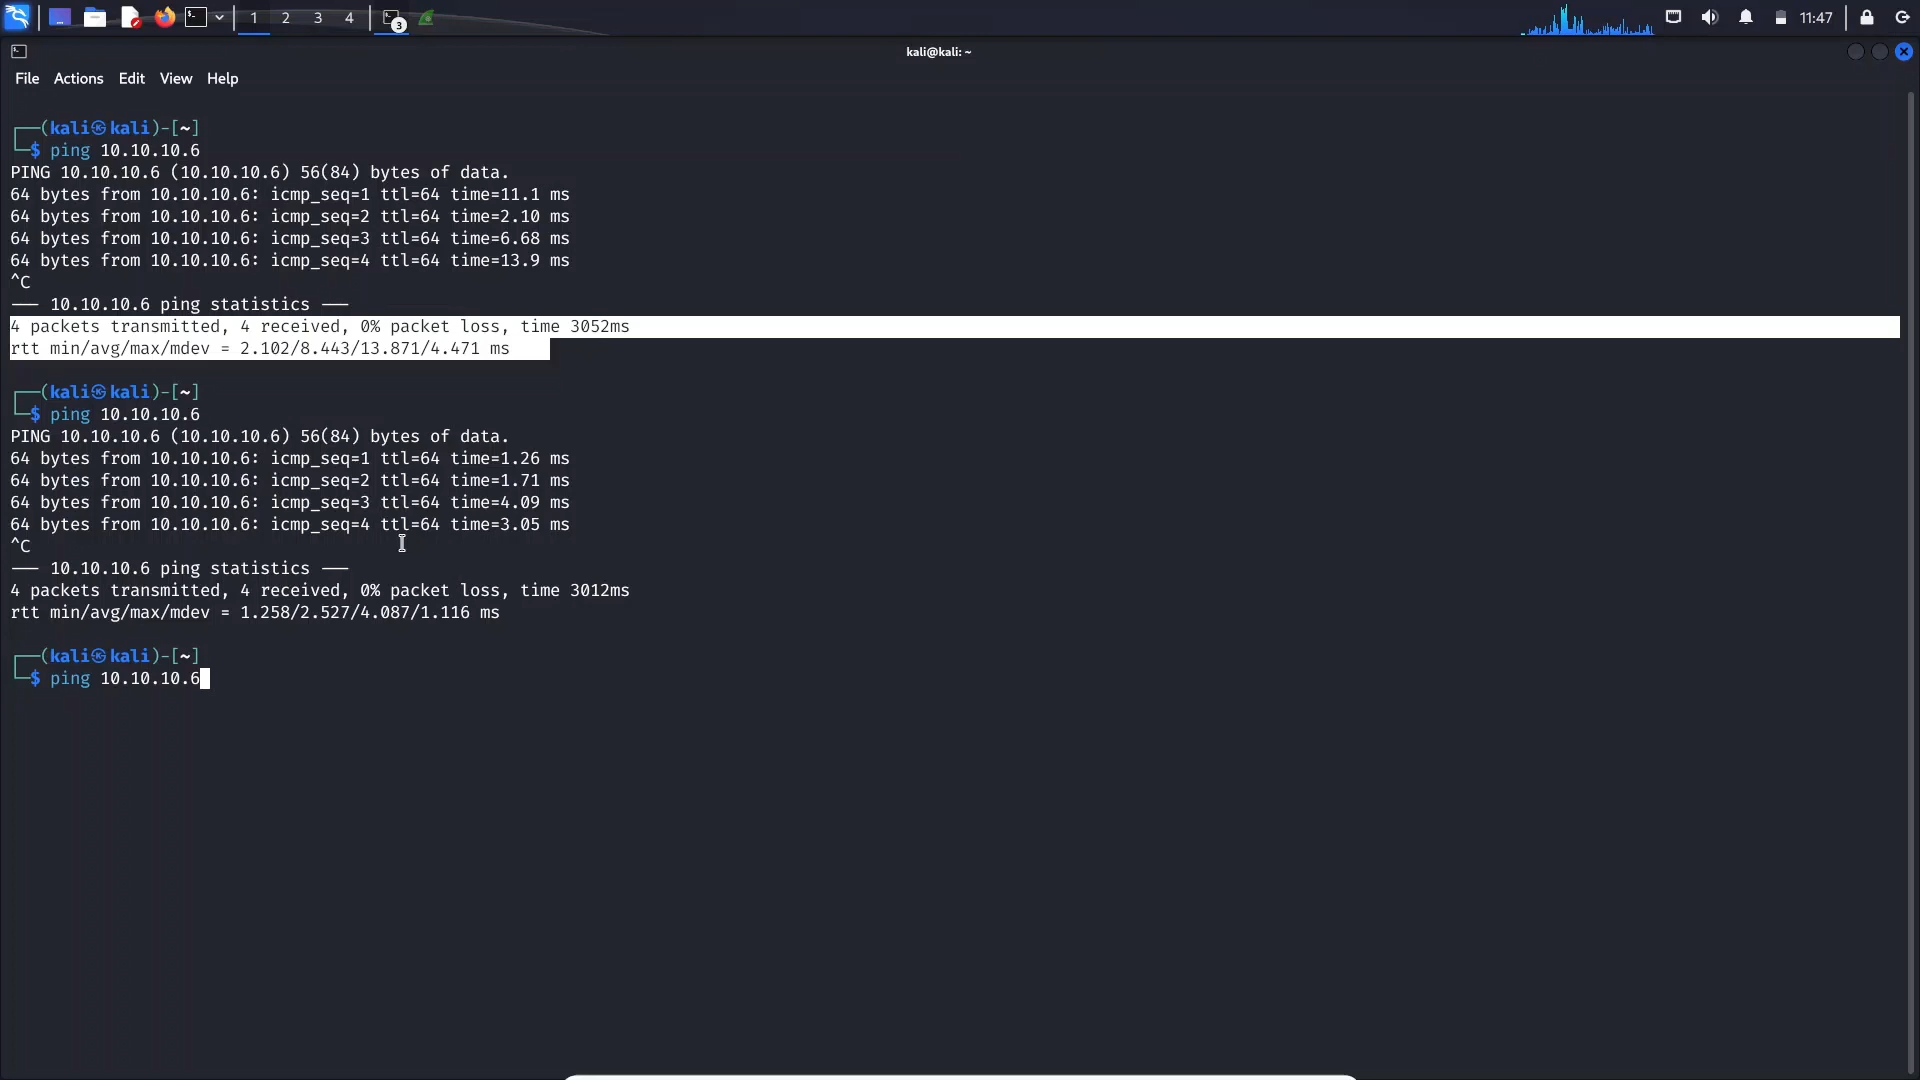 1 2 3 4 3 11:47
kali@kali: ~
File Actions Edit View Help
┌──(kali㉿kali)-[~]
└─$ ping 10.10.10.6
PING 10.10.10.6 (10.10.10.6) 56(84) bytes of data.
64 bytes from 10.10.10.6: icmp_seq=1 ttl=64 time=11.1 ms
64 bytes from 10.10.10.6: icmp_seq=2 ttl=64 time=2.10 ms
64 bytes from 10.10.10.6: icmp_seq=3 ttl=64 time=6.68 ms
64 bytes from 10.10.10.6: icmp_seq=4 ttl=64 time=13.9 ms
^C
--- 10.10.10.6 ping statistics ---
4 packets transmitted, 4 received, 0% packet loss, time 3052ms
rtt min/avg/max/mdev = 2.102/8.443/13.871/4.471 ms
┌──(kali㉿kali)-[~]
└─$ ping 10.10.10.6
PING 10.10.10.6 (10.10.10.6) 56(84) bytes of data.
64 bytes from 10.10.10.6: icmp_seq=1 ttl=64 time=1.26 ms
64 bytes from 10.10.10.6: icmp_seq=2 ttl=64 time=1.71 ms
64 bytes from 10.10.10.6: icmp_seq=3 ttl=64 time=4.09 ms
64 bytes from 10.10.10.6: icmp_seq=4 ttl=64 time=3.05 ms
^C
--- 10.10.10.6 ping statistics ---
4 packets transmitted, 4 received, 0% packet loss, time 3012ms
rtt min/avg/max/mdev = 1.258/2.527/4.087/1.116 ms
┌──(kali㉿kali)-[~]
└─$ ping 10.10.10.6